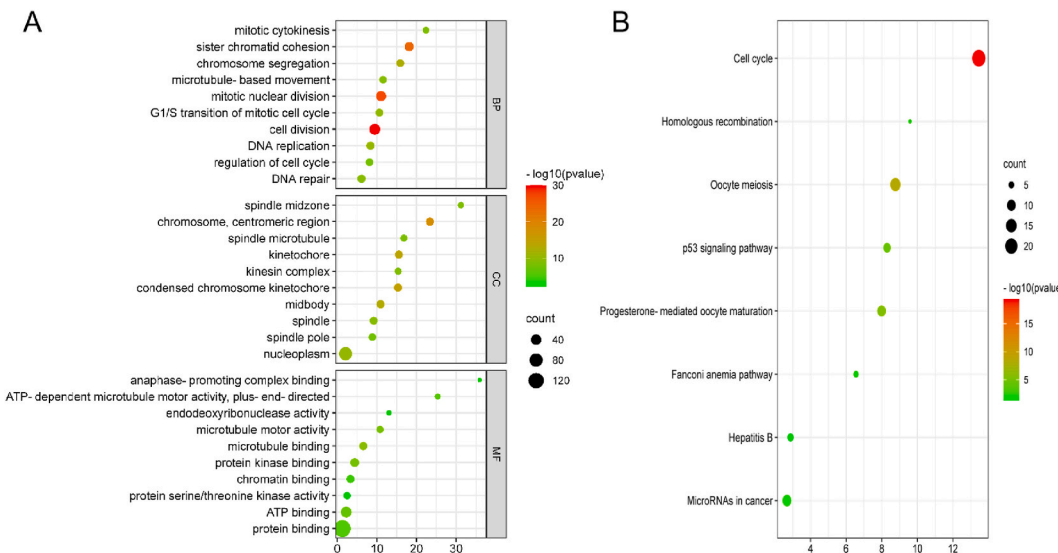 A
mitotic cytokinesis
sister chromatid cohesion
chromosome segregation
microtubule- based movement
mitotic nuclear division
G1/S transition of mitotic cell cycle
cell division
DNA replication
regulation of cell cycle
DNA repair
BP
spindle midzone
chromosome, centromeric region
spindle microtubule
kinetochore
kinesin complex
condensed chromosome kinetochore
midbody
spindle
spindle pole
nucleoplasm
CC
anaphase- promoting complex binding
ATP- dependent microtubule motor activity, plus- end- directed
endodeoxyribonuclease activity
microtubule motor activity
microtubule binding
protein kinase binding
chromatin binding
protein serine/threonine kinase activity
ATP binding
protein binding
MF
0 10 20 30
- log10(pvalue)
30
20
10
count
40
80
120
B
Cell cycle
Homologous recombination
Oocyte meiosis
p53 signaling pathway
Progesterone- mediated oocyte maturation
Fanconi anemia pathway
Hepatitis B
MicroRNAs in cancer
4 6 8 10 12
count
5
10
15
20
- log10(pvalue)
15
10
5